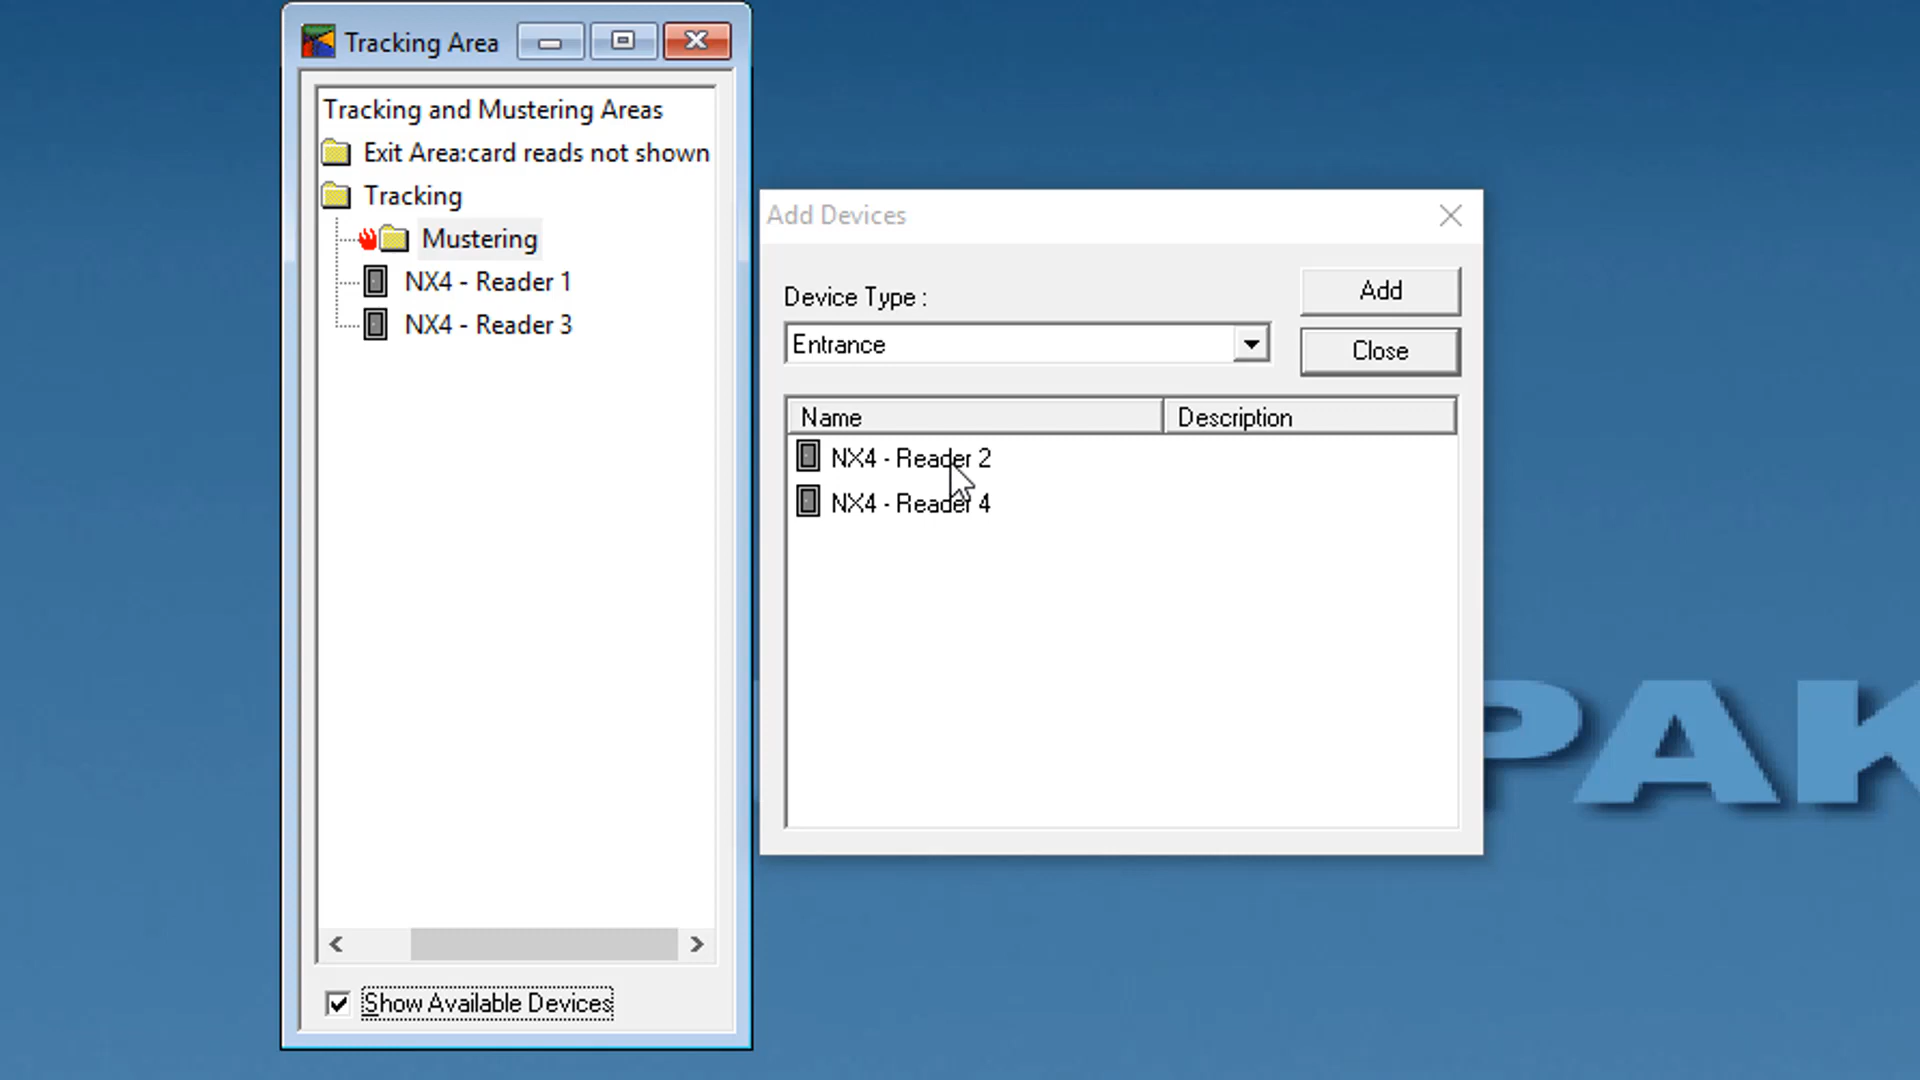 Tracking Area
Tracking and Mustering Areas
Exit Area:card reads not shown
Tracking
Mustering
NX4 - Reader 1
NX4 - Reader 3
Show Available Devices
Add Devices
Device Type :
Entrance
Add
Close
Name
Description
NX4 - Reader 2
NX4 - Reader 4
PAK